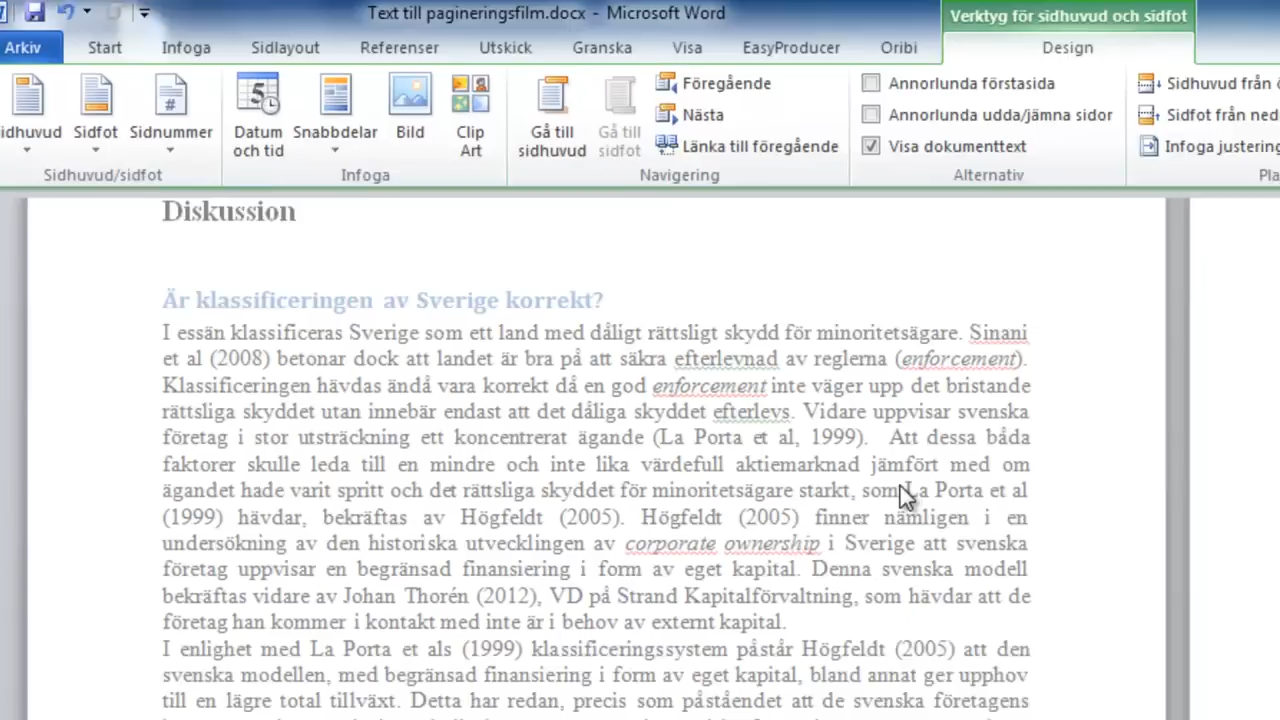 Text till pagineringsfilm.docx - Microsoft Word
Verktyg för sidhuvud och sidfot
Arkiv Start Infoga Sidlayout Referenser Utskick Granska Visa EasyProducer Oribi Design
Sidfot Sidnummer Datum och tid Snabbdelar Bild Clip Art Gå till sidhuvud Gå till sidfot
Föregående
Nästa
Länka till föregående
Annorlunda förstasida
Annorlunda udda/jämna sidor
Visa dokumenttext
Sidhuvud från
Sidfot från
Infoga
Sidhuvud/sidfot Infoga Navigering Alternativ
Diskussion
Är klassificeringen av Sverige korrekt?
I essän klassificeras Sverige som ett land med dåligt rättsligt skydd för minoritetsägare. Sinani
et al (2008) betonar dock att landet är bra på att säkra efterlevnad av reglerna (enforcement).
Klassificeringen hävdas ändå vara korrekt då en god enforcement inte väger upp det bristande
rättsliga skyddet utan innebär endast att det dåliga skyddet efterlevs. Vidare uppvisar svenska
företag i stor utsträckning ett koncentrerat ägande (La Porta et al, 1999). Att dessa båda
faktorer skulle leda till en mindre och inte lika värdefull aktiemarknad jämfört med om
ägandet hade varit spritt och det rättsliga skyddet för minoritetsägare starkt, som La Porta et al
(1999) hävdar, bekräftas av Högfeldt (2005). Högfeldt (2005) finner nämligen i en
undersökning av den historiska utvecklingen av corporate ownership i Sverige att svenska
företag uppvisar en begränsad finansiering i form av eget kapital. Denna svenska modell
bekräftas vidare av Johan Thorén (2012), VD på Strand Kapitalförvaltning, som hävdar att de
företag han kommer i kontakt med inte är i behov av externt kapital.
I enlighet med La Porta et als (1999) klassificeringssystem påstår Högfeldt (2005) att den
svenska modellen, med begränsad finansiering i form av eget kapital, bland annat ger upphov
till en lägre total tillväxt. Detta har redan, precis som påståendet att de svenska företagens